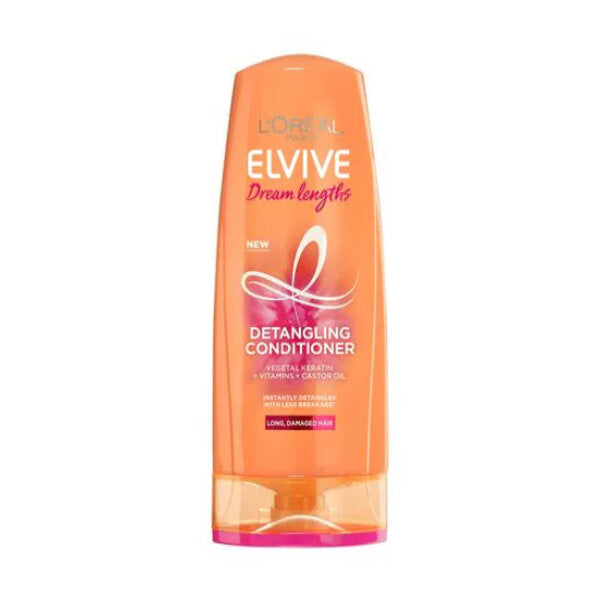 L'ORÉAL
PARIS
ELVIVE
Dream lengths
NEW
DETANGLING
CONDITIONER
VEGETAL KERATIN
+ VITAMINS + CASTOR OIL
INSTANTLY DETANGLES
WITH LESS BREAKAGE*
LONG, DAMAGED HAIR